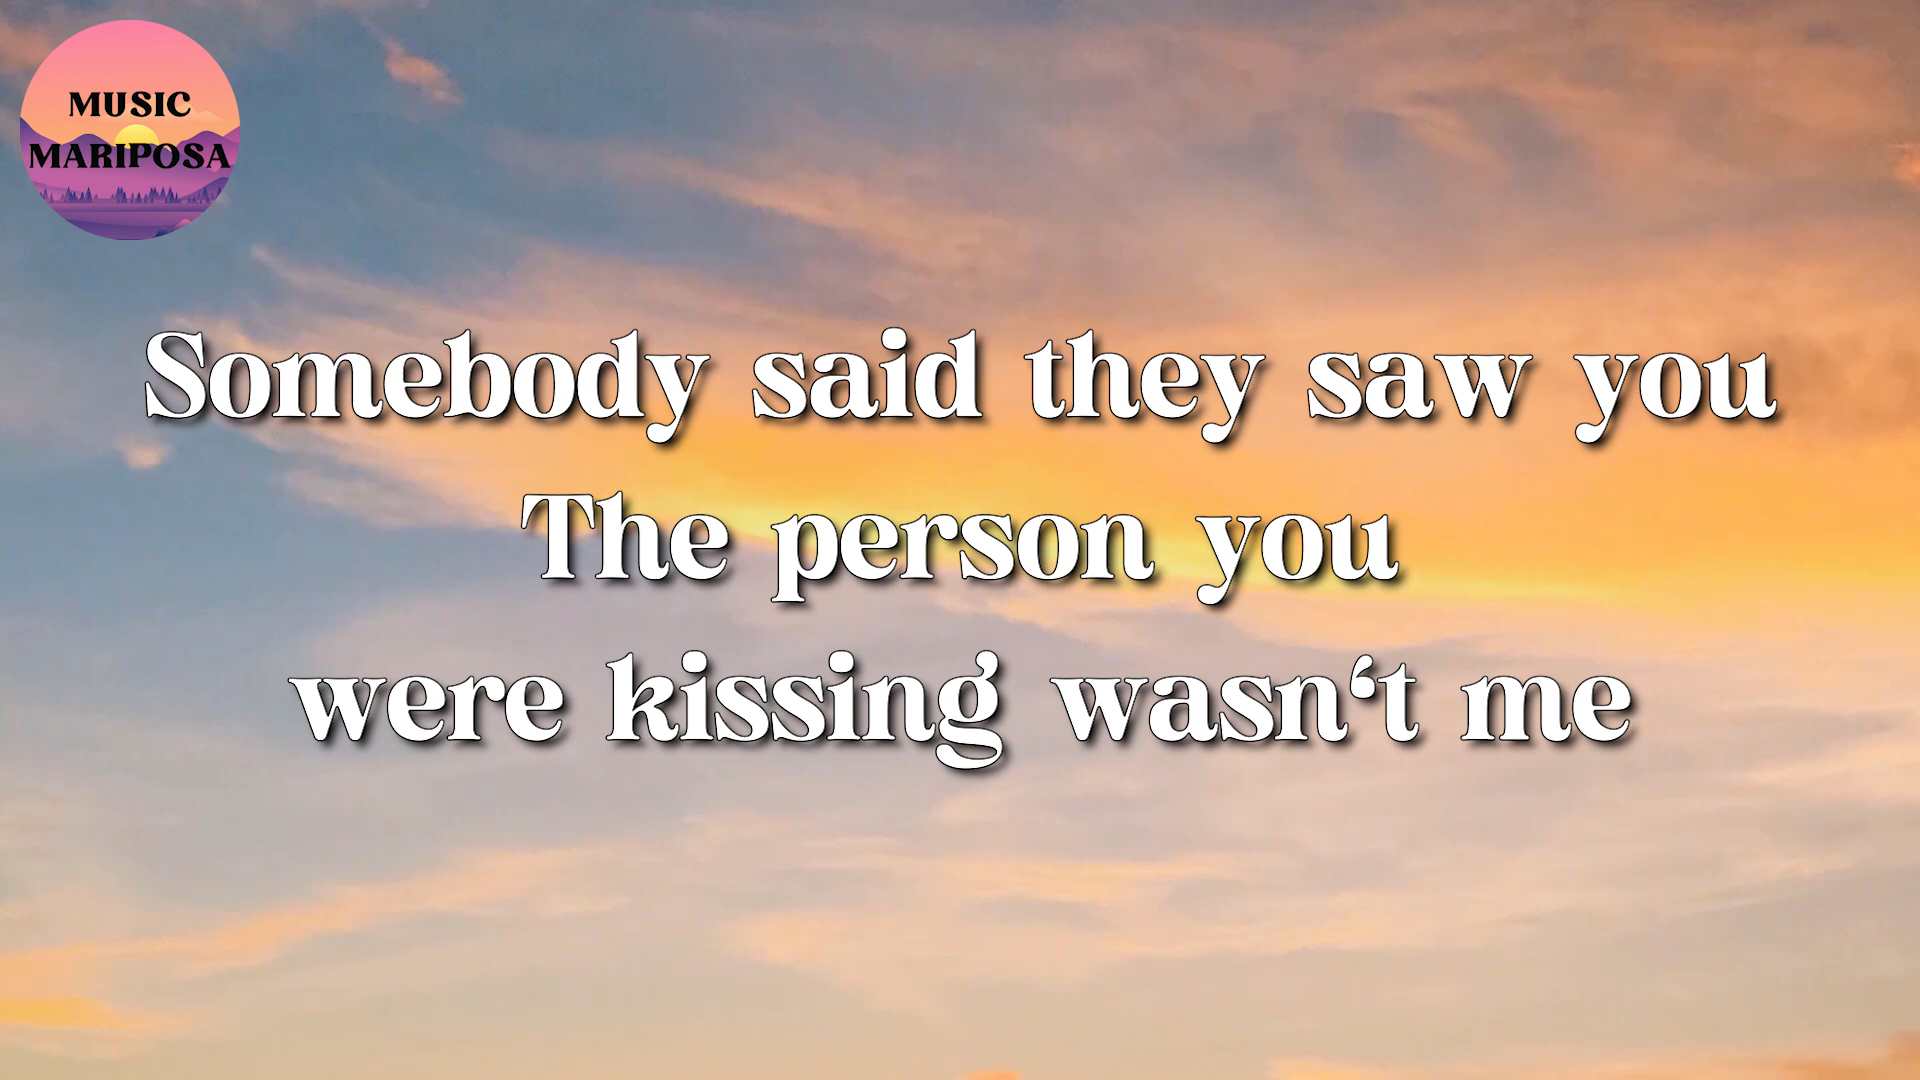 MUSIC
MARIPOSA
Somebody said they saw you
The person you
were kissing wasn‘t me